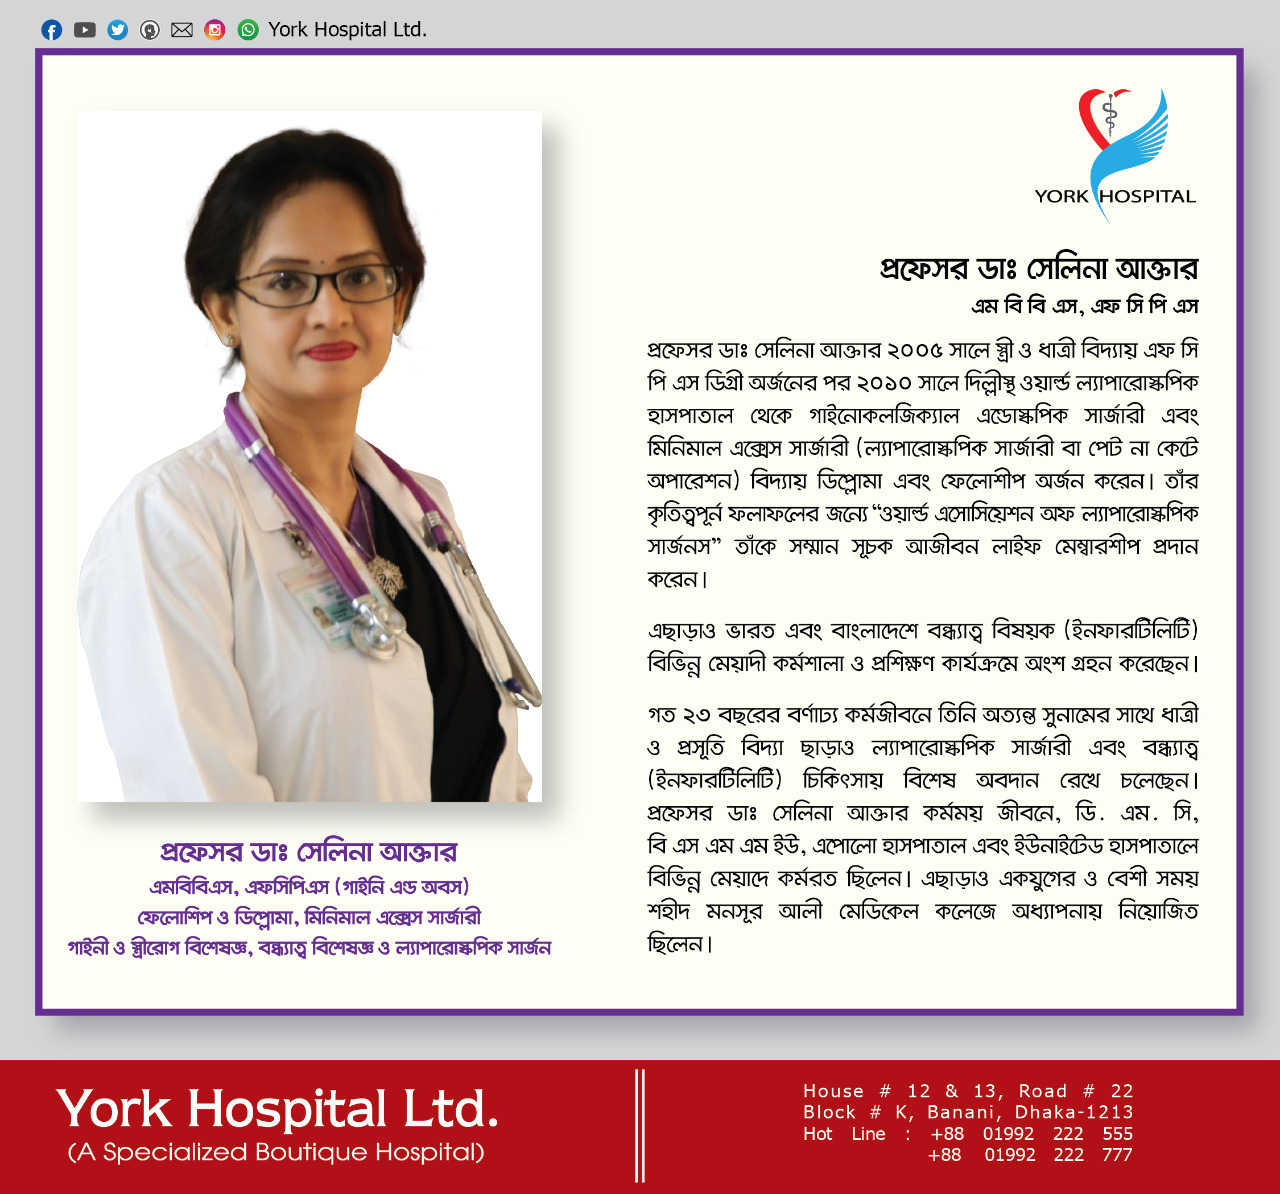 York Hospital Ltd.
YORK HOSPITAL
প্রফেসর ডাঃ সেলিনা আক্তার
এম বি বি এস, এফ সি পি এস
প্রফেসর ডাঃ সেলিনা আক্তার ২০০৫ সালে স্ত্রী ও ধাত্রী বিদ্যায় এফ সি
পি এস ডিগ্রী অর্জনের পর ২০১০ সালে দিল্লীস্থ ওয়ার্ল্ড ল্যাপারোস্কপিক
হাসপাতাল থেকে গাইনোকলজিক্যাল এন্ডোস্কপিক সার্জারী এবং
মিনিমাল এক্সেস সার্জারী (ল্যাপারোস্কপিক সার্জারী বা পেট না কেটে
অপারেশন) বিদ্যায় ডিপ্লোমা এবং ফেলোশীপ অর্জন করেন। তাঁর
কৃতিত্বপূর্ন ফলাফলের জন্যে “ওয়ার্ল্ড এসোসিয়েশন অফ ল্যাপারোস্কপিক
সার্জনস” তাঁকে সম্মান সূচক আজীবন লাইফ মেম্বারশীপ প্রদান
করেন।
এছাড়াও ভারত এবং বাংলাদেশে বন্ধ্যাত্ব বিষয়ক (ইনফারটিলিটি)
বিভিন্ন মেয়াদী কর্মশালা ও প্রশিক্ষণ কার্যক্রমে অংশ গ্রহন করেছেন।
গত ২৩ বছরের বর্ণাঢ্য কর্মজীবনে তিনি অত্যন্ত সুনামের সাথে ধাত্রী
ও প্রসূতি বিদ্যা ছাড়াও ল্যাপারোস্কপিক সার্জারী এবং বন্ধ্যাত্ব
(ইনফারটিলিটি) চিকিৎসায় বিশেষ অবদান রেখে চলেছেন।
প্রফেসর ডাঃ সেলিনা আক্তার কর্মময় জীবনে, ডি. এম. সি,
বি এস এম এম ইউ, এপোলো হাসপাতাল এবং ইউনাইটেড হাসপাতালে
বিভিন্ন মেয়াদে কর্মরত ছিলেন। এছাড়াও একযুগের ও বেশী সময়
শহীদ মনসূর আলী মেডিকেল কলেজে অধ্যাপনায় নিয়োজিত
ছিলেন।
প্রফেসর ডাঃ সেলিনা আক্তার
এমবিবিএস, এফসিপিএস (গাইনি এন্ড অবস)
ফেলোশিপ ও ডিপ্লোমা, মিনিমাল এক্সেস সার্জারী
গাইনী ও স্ত্রীরোগ বিশেষজ্ঞ, বন্ধ্যাত্ব বিশেষজ্ঞ ও ল্যাপারোস্কপিক সার্জন
York Hospital Ltd.
(A Specialized Boutique Hospital)
House # 12 & 13, Road # 22
Block # K, Banani, Dhaka-1213
Hot Line : +88 01992 222 555
+88 01992 222 777